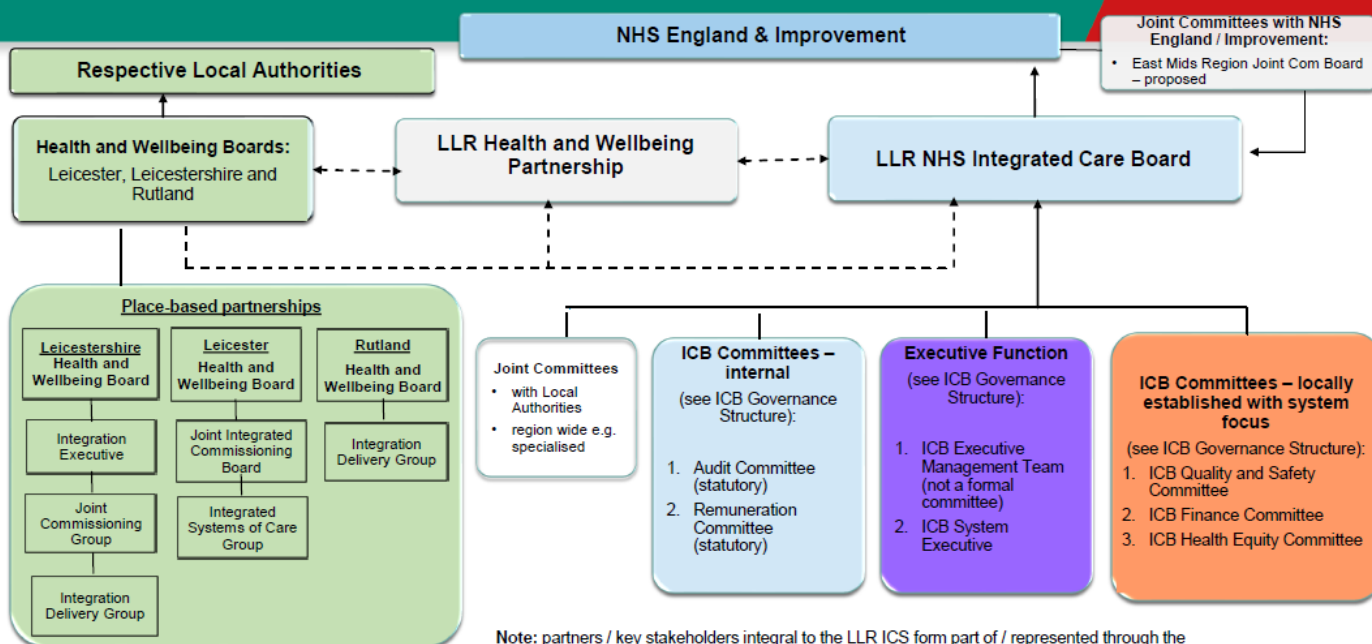 NHS England & Improvement
Joint Committees with NHS
England / Improvement:
• East Mids Region Joint Com Board
– proposed
Respective Local Authorities
Health and Wellbeing Boards:
Leicester, Leicestershire and
Rutland
LLR Health and Wellbeing
Partnership
LLR NHS Integrated Care Board
Place-based partnerships
Leicestershire
Health and
Wellbeing Board
Integration
Executive
Joint
Commissioning
Group
Integration
Delivery Group
Leicester
Health and
Wellbeing Board
Joint Integrated
Commissioning
Board
Integrated
Systems of Care
Group
Rutland
Health and
Wellbeing Board
Integration
Delivery Group
Joint Committees
• with Local
Authorities
• region wide e.g.
specialised
ICB Committees –
internal
(see ICB Governance
Structure):
1. Audit Committee
(statutory)
2. Remuneration
Committee
(statutory)
Executive Function
(see ICB Governance
Structure):
1. ICB Executive
Management Team
(not a formal
committee)
2. ICB System
Executive
ICB Committees – locally
established with system
focus
(see ICB Governance Structure):
1. ICB Quality and Safety
Committee
2. ICB Finance Committee
3. ICB Health Equity Committee
Note: partners / key stakeholders integral to the LLR ICS form part of / represented through the